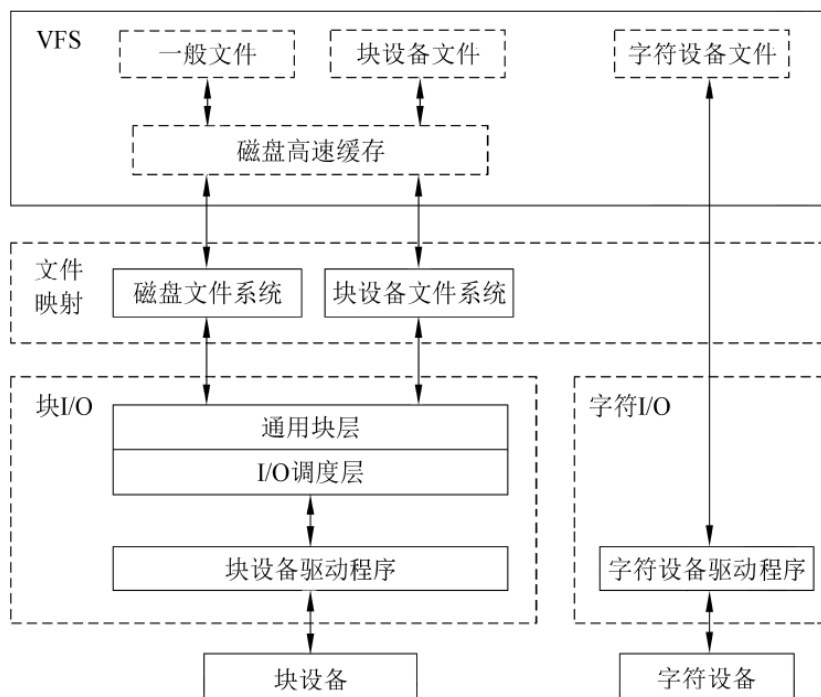 VFS
一般文件
块设备文件
字符设备文件
磁盘高速缓存
文件
映射
磁盘文件系统
块设备文件系统
块I/O
字符I/O
通用块层
I/O调度层
块设备驱动程序
字符设备驱动程序
块设备
字符设备